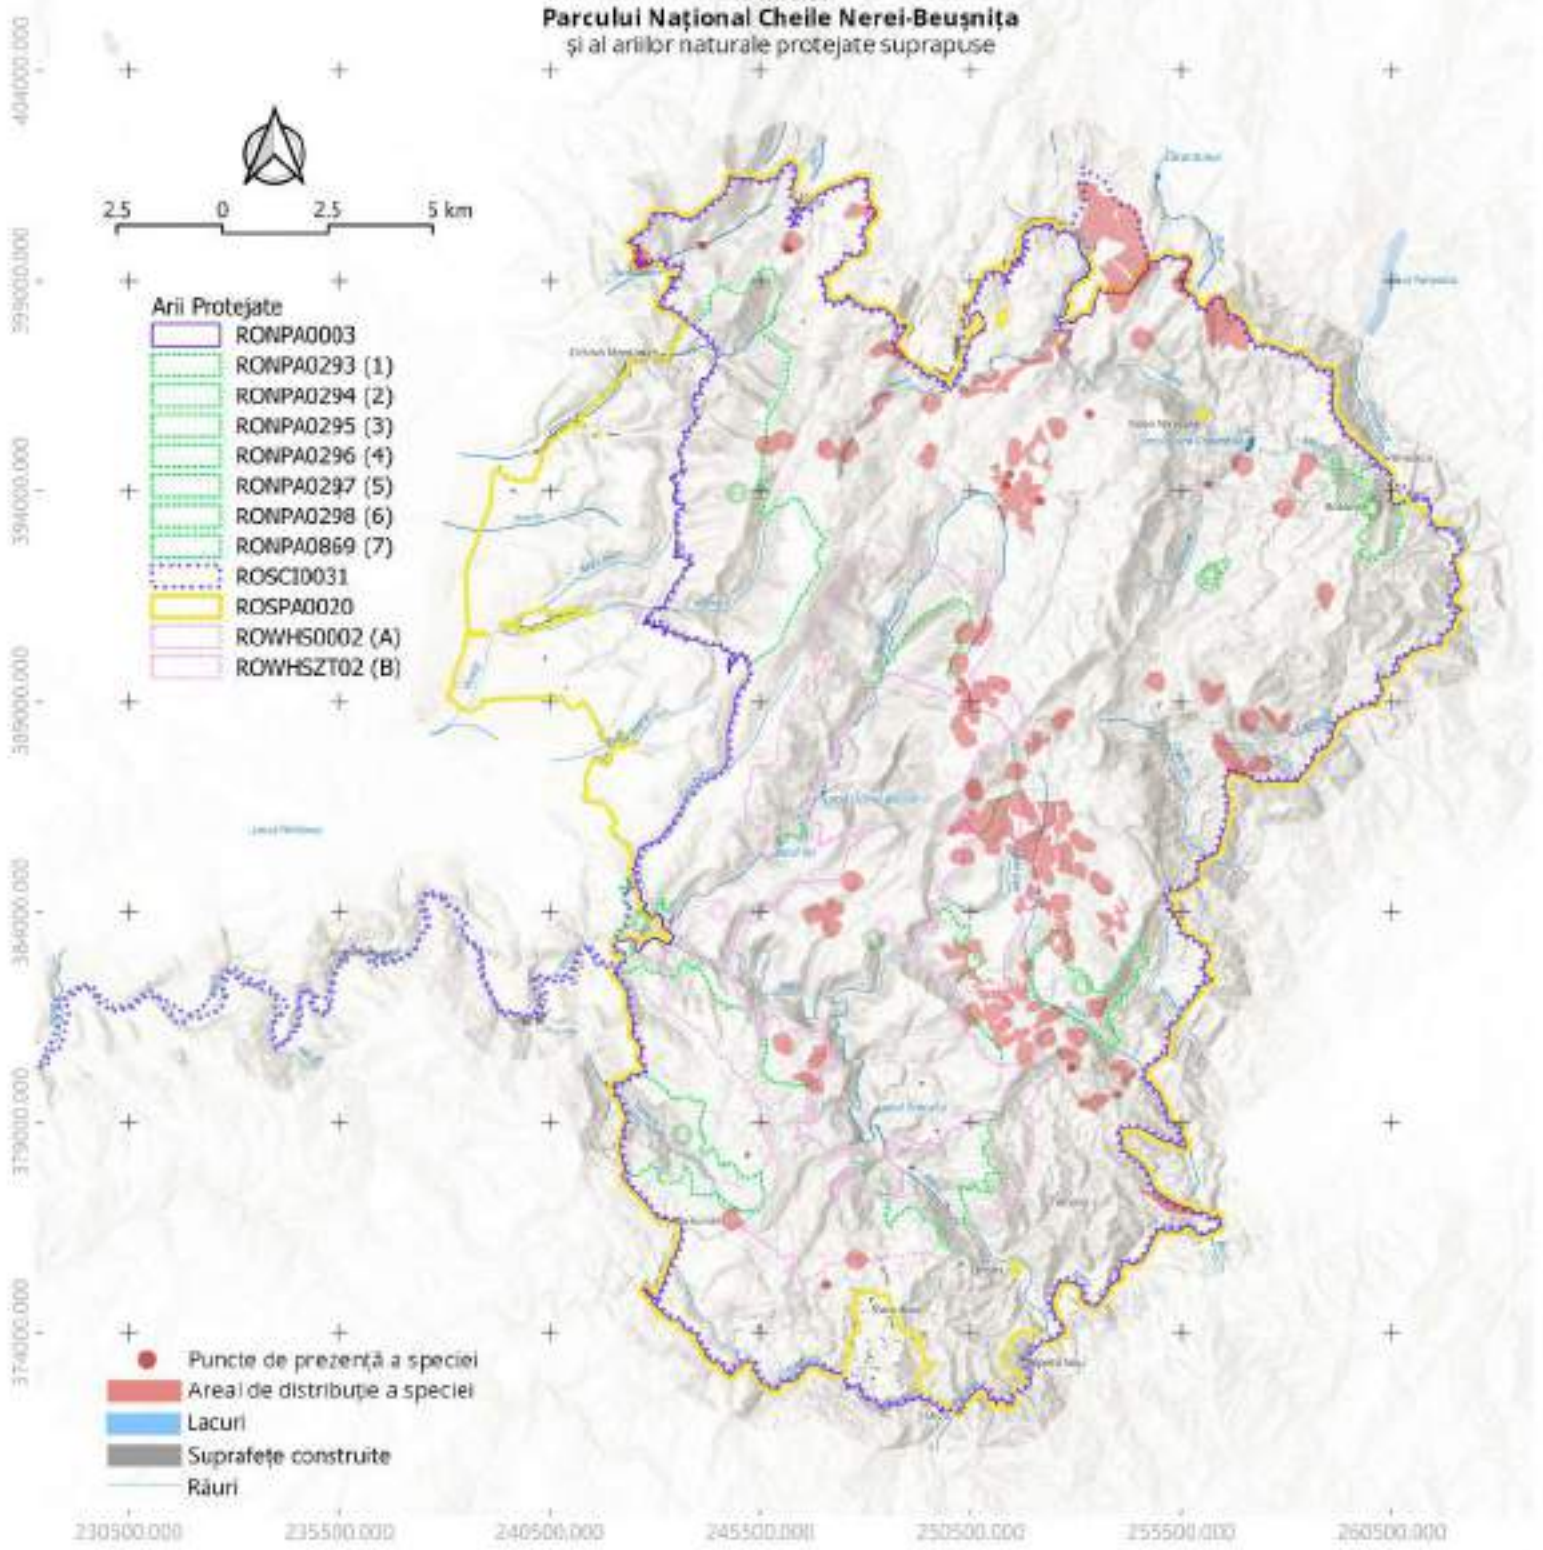 Parcului Național Cheile Nerei-Beușnița
și al ariilor naturale protejate suprapuse
404000.000
399000.000
394000.000
389000.000
384000.000
379000.000
374000.000
2.5 0 2.5 5 km
Arii Protejate
RONPA0003
RONPA0293 (1)
RONPA0294 (2)
RONPA0295 (3)
RONPA0296 (4)
RONPA0297 (5)
RONPA0298 (6)
RONPA0869 (7)
ROSCI0031
ROSPA0020
ROWHS0002 (A)
ROWHSZT02 (B)
Puncte de prezență a speciei
Areal de distribuție a speciei
Lacuri
Suprafețe construite
Râuri
230500.000 235500.000 240500.000 245500.000 250500.000 255500.000 260500.000